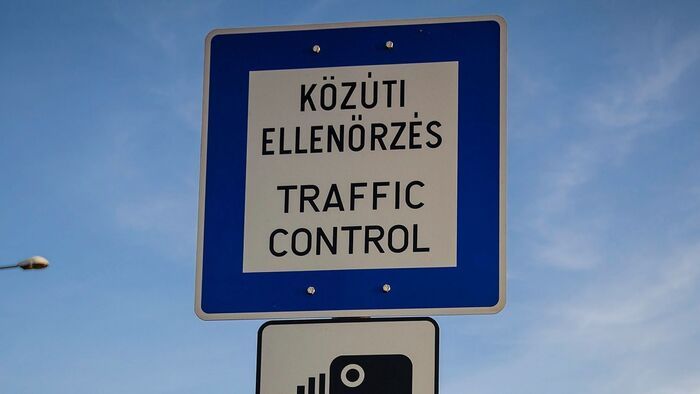 KÖZÚTI
ELLENŐRZÉS
TRAFFIC
CONTROL